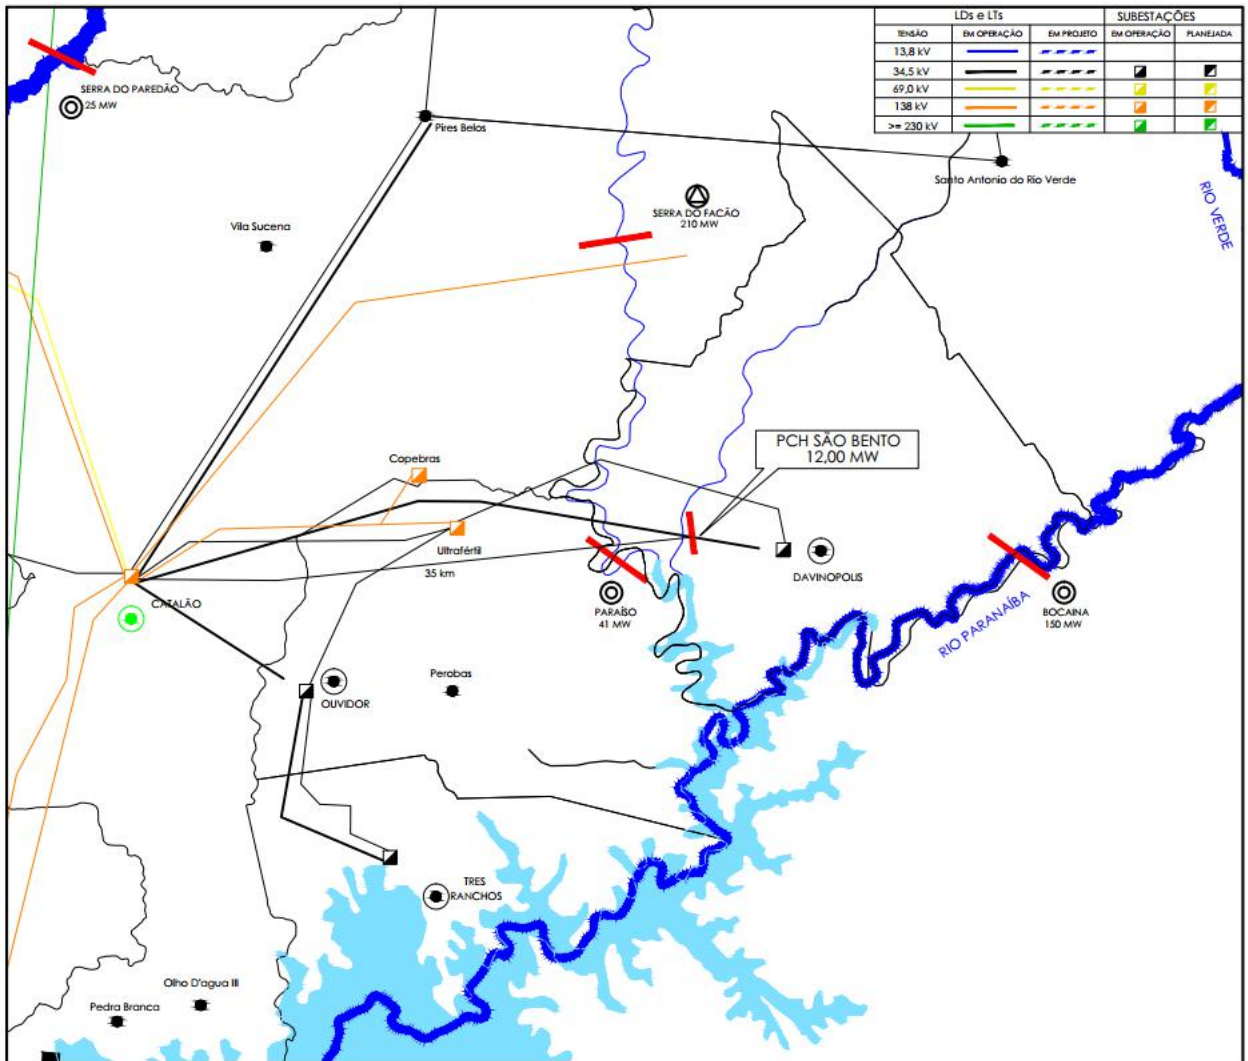 LDs e LTs
SUBESTAÇÕES
TENSÃO
EM OPERAÇÃO
EM PROJETO
EM OPERAÇÃO
PLANEJADA
13,8 kV
34,5 kV
69,0 kV
138 kV
>= 230 kV
SERRA DO PAREDÃO
25 MW
Pires Belos
Santo Antonio do Rio Verde
RIO VERDE
SERRA DO FACÃO
210 MW
Vila Sucena
PCH SÃO BENTO
12,00 MW
Copebras
Ultrafértil
35 km
DAVINOPOLIS
CATALÃO
PARAÍSO
41 MW
BOCAINA
150 MW
RIO PARANAÍBA
Perobas
OUVIDOR
TRES
RANCHOS
Olho D'agua III
Pedra Branca